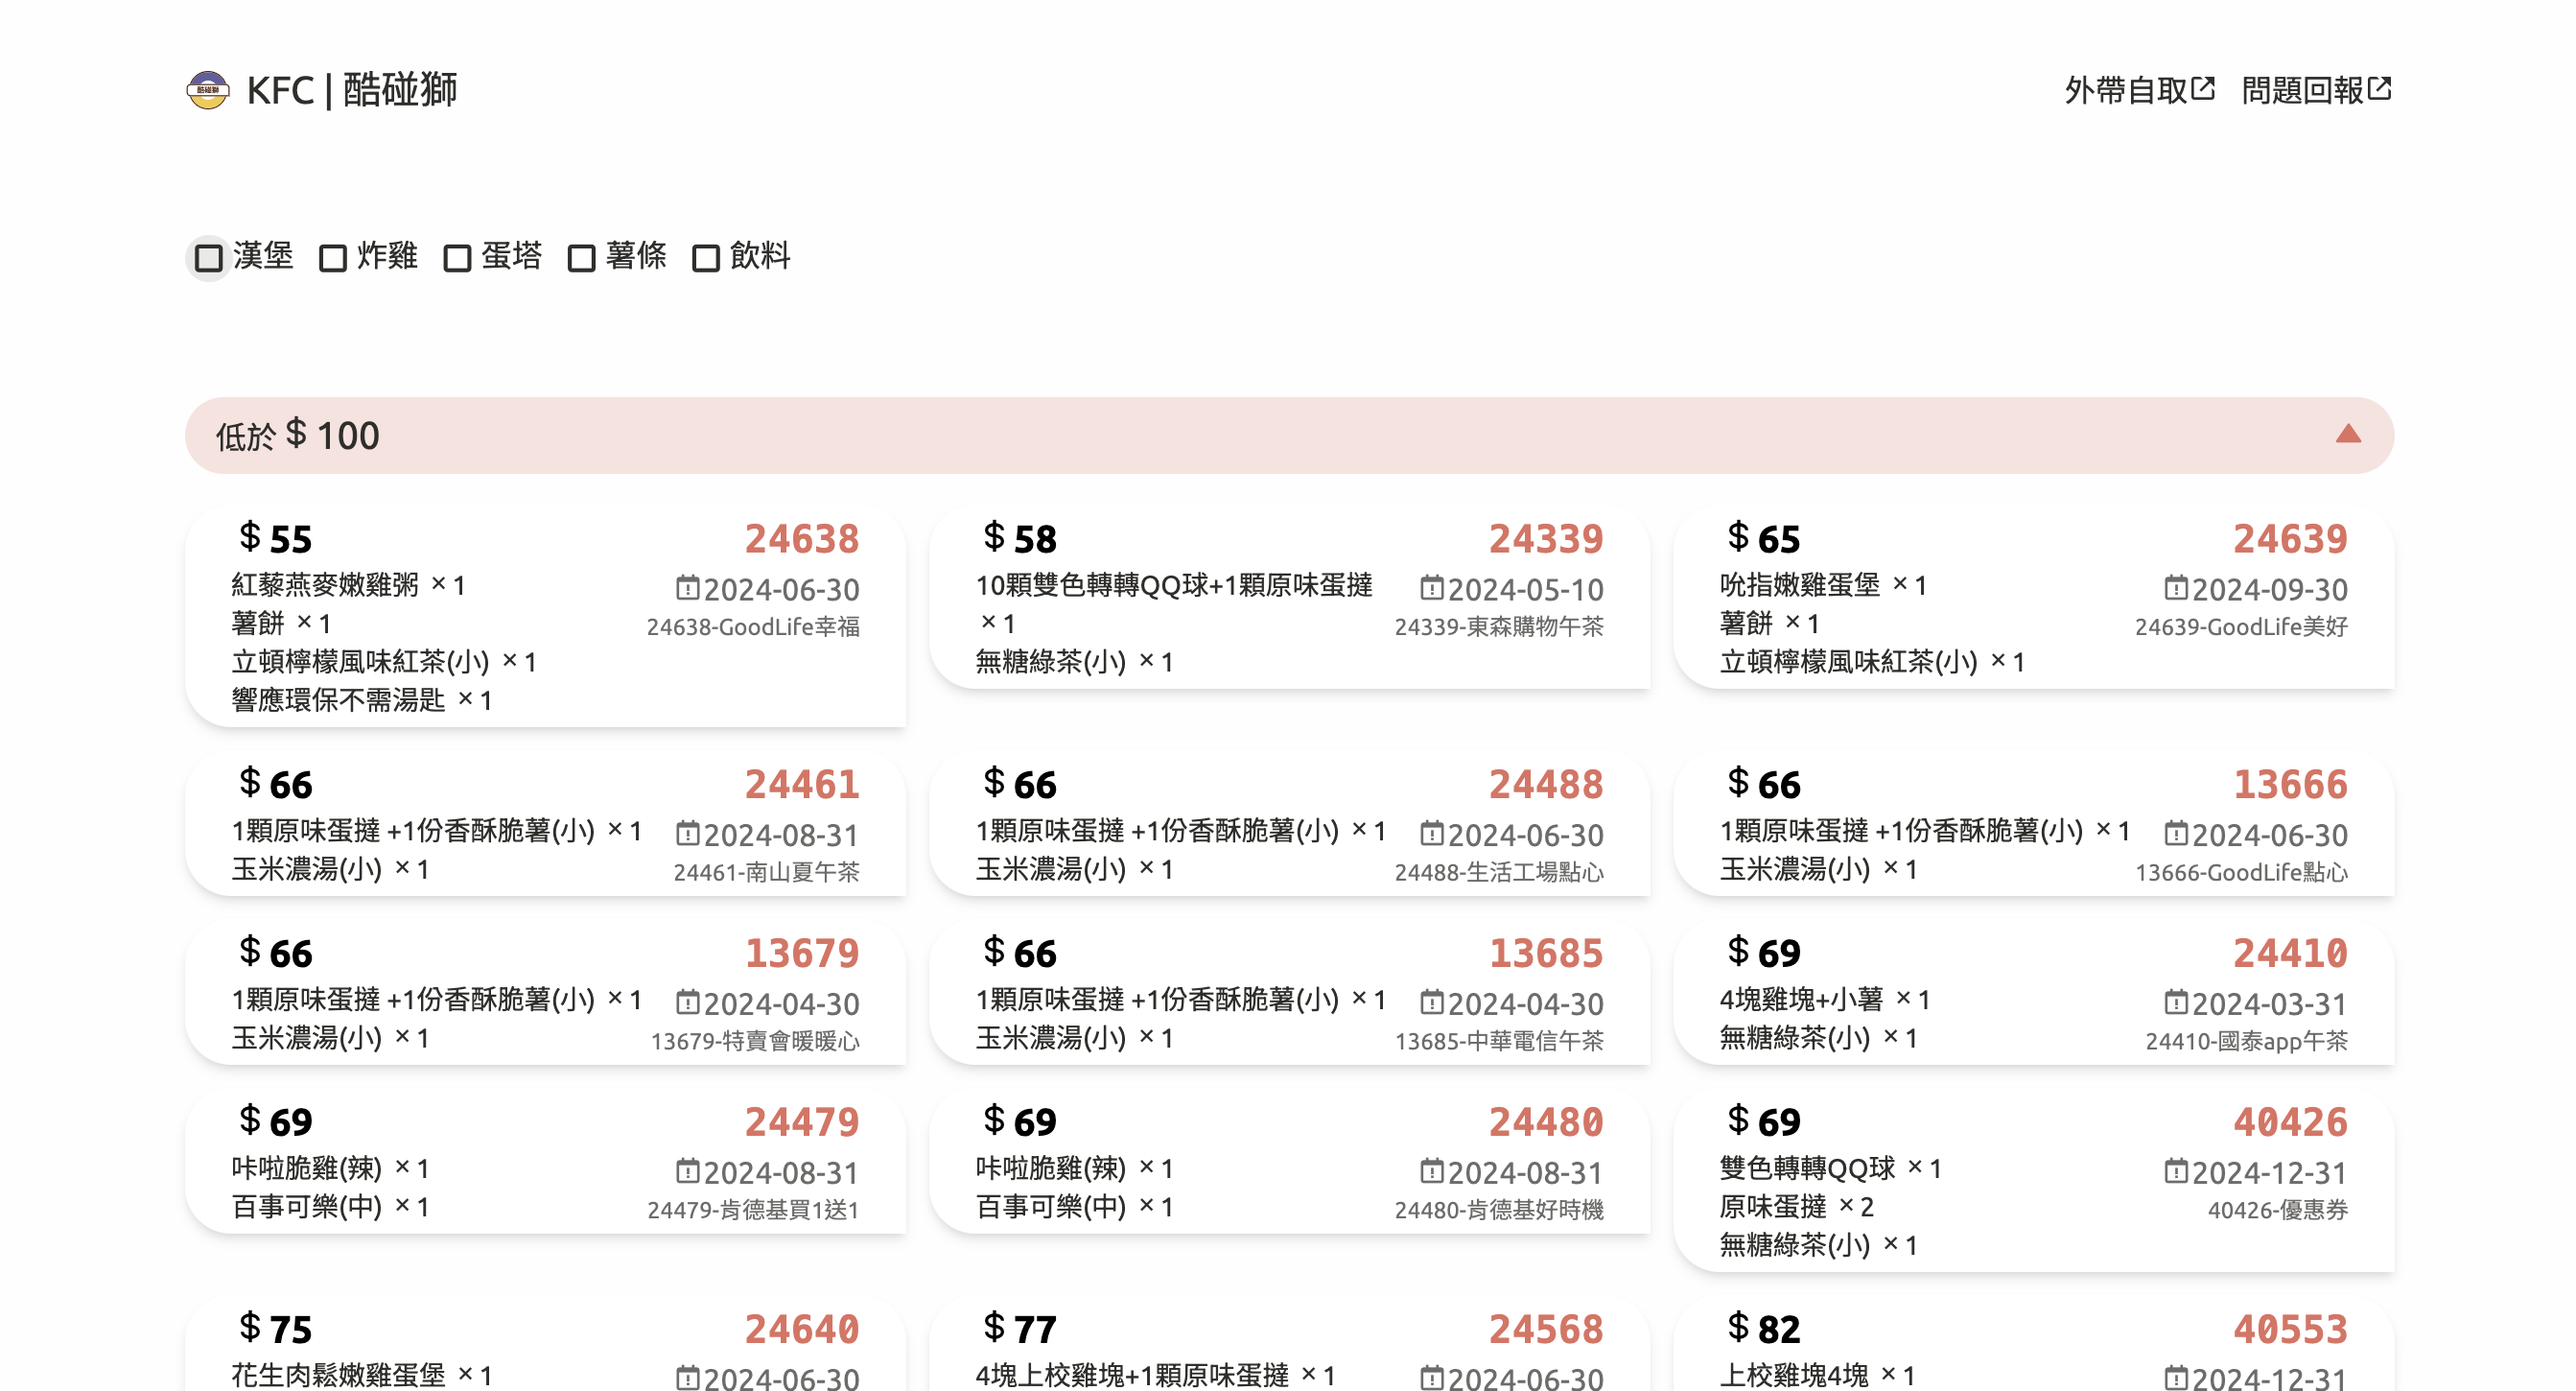 酷碰獅
KFC | 酷碰獅
外帶自取 問題回報
漢堡 炸雞 蛋塔 薯條 飲料
低於 $ 100
$ 55 24638
紅藜燕麥嫩雞粥 × 1
薯餅 × 1
立頓檸檬風味紅茶(小) × 1
響應環保不需湯匙 × 1
2024-06-30
24638-GoodLife幸福
$ 58 24339
10顆雙色轉轉QQ球+1顆原味蛋撻
× 1
無糖綠茶(小) × 1
2024-05-10
24339-東森購物午茶
$ 65 24639
吮指嫩雞蛋堡 × 1
薯餅 × 1
立頓檸檬風味紅茶(小) × 1
2024-09-30
24639-GoodLife美好
$ 66 24461
1顆原味蛋撻 +1份香酥脆薯(小) × 1
玉米濃湯(小) × 1
2024-08-31
24461-南山夏午茶
$ 66 24488
1顆原味蛋撻 +1份香酥脆薯(小) × 1
玉米濃湯(小) × 1
2024-06-30
24488-生活工場點心
$ 66 13666
1顆原味蛋撻 +1份香酥脆薯(小) × 1
玉米濃湯(小) × 1
2024-06-30
13666-GoodLife點心
$ 66 13679
1顆原味蛋撻 +1份香酥脆薯(小) × 1
玉米濃湯(小) × 1
2024-04-30
13679-特賣會暖暖心
$ 66 13685
1顆原味蛋撻 +1份香酥脆薯(小) × 1
玉米濃湯(小) × 1
2024-04-30
13685-中華電信午茶
$ 69 24410
4塊雞塊+小薯 × 1
無糖綠茶(小) × 1
2024-03-31
24410-國泰app午茶
$ 69 24479
咔啦脆雞(辣) × 1
百事可樂(中) × 1
2024-08-31
24479-肯德基買1送1
$ 69 24480
咔啦脆雞(辣) × 1
百事可樂(中) × 1
2024-08-31
24480-肯德基好時機
$ 69 40426
雙色轉轉QQ球 × 1
原味蛋撻 × 2
無糖綠茶(小) × 1
2024-12-31
40426-優惠券
$ 75 24640
花生肉鬆嫩雞蛋堡 × 1
2024-06-30
$ 77 24568
4塊上校雞塊+1顆原味蛋撻 × 1
2024-06-30
$ 82 40553
上校雞塊4塊 × 1
2024-12-31